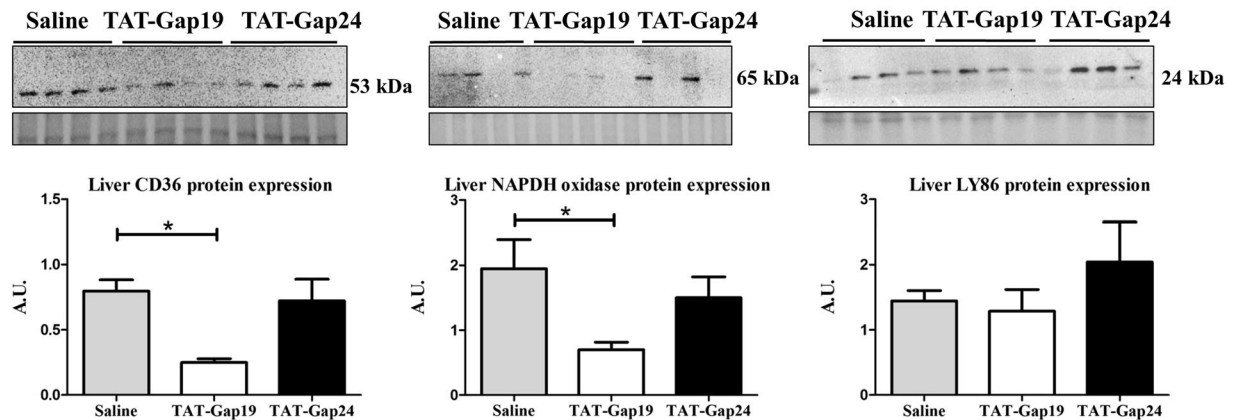 Saline TAT-Gap19 TAT-Gap24
53 kDa
Saline TAT-Gap19 TAT-Gap24
65 kDa
Saline TAT-Gap19 TAT-Gap24
24 kDa
Liver CD36 protein expression
1.5
1.0
0.5
0.0
A.U.
*
Saline TAT-Gap19 TAT-Gap24
Liver NAPDH oxidase protein expression
3
2
1
0
A.U.
*
Saline TAT-Gap19 TAT-Gap24
Liver LY86 protein expression
3
2
1
0
A.U.
Saline TAT-Gap19 TAT-Gap24